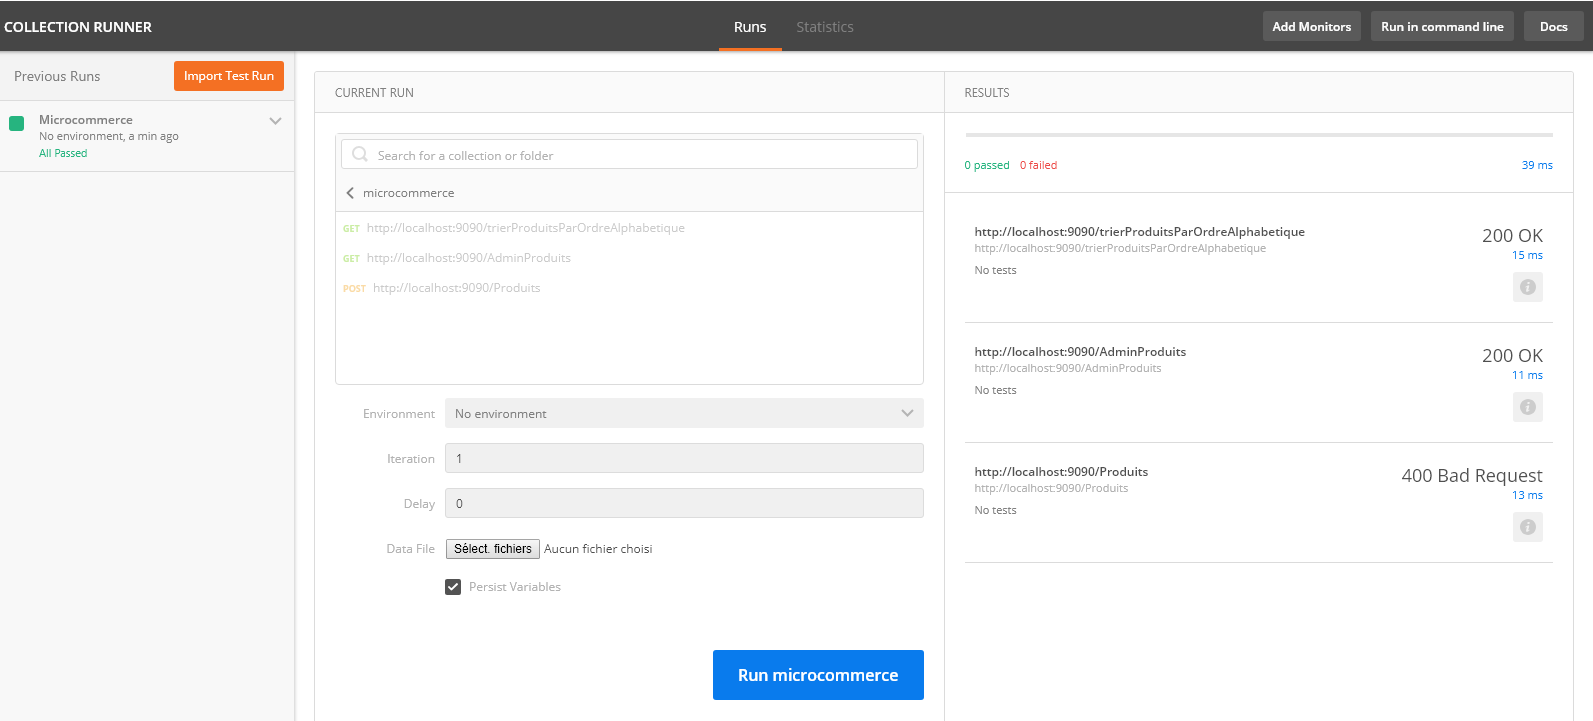 COLLECTION RUNNER
Runs
Statistics
Add Monitors
Run in command line
Docs
Previous Runs
Import Test Run
Microcommerce
No environment, a min ago
All Passed
CURRENT RUN
Search for a collection or folder
microcommerce
GET http://localhost:9090/trierProduitsParOrdreAlphabetique
GET http://localhost:9090/AdminProduits
POST http://localhost:9090/Produits
Environment No environment
Iteration 1
Delay 0
Data File Sélect. fichiers Aucun fichier choisi
Persist Variables
Run microcommerce
RESULTS
0 passed 0 failed 39 ms
http://localhost:9090/trierProduitsParOrdreAlphabetique
http://localhost:9090/trierProduitsParOrdreAlphabetique
No tests
200 OK
15 ms
http://localhost:9090/AdminProduits
http://localhost:9090/AdminProduits
No tests
200 OK
11 ms
http://localhost:9090/Produits
http://localhost:9090/Produits
No tests
400 Bad Request
13 ms